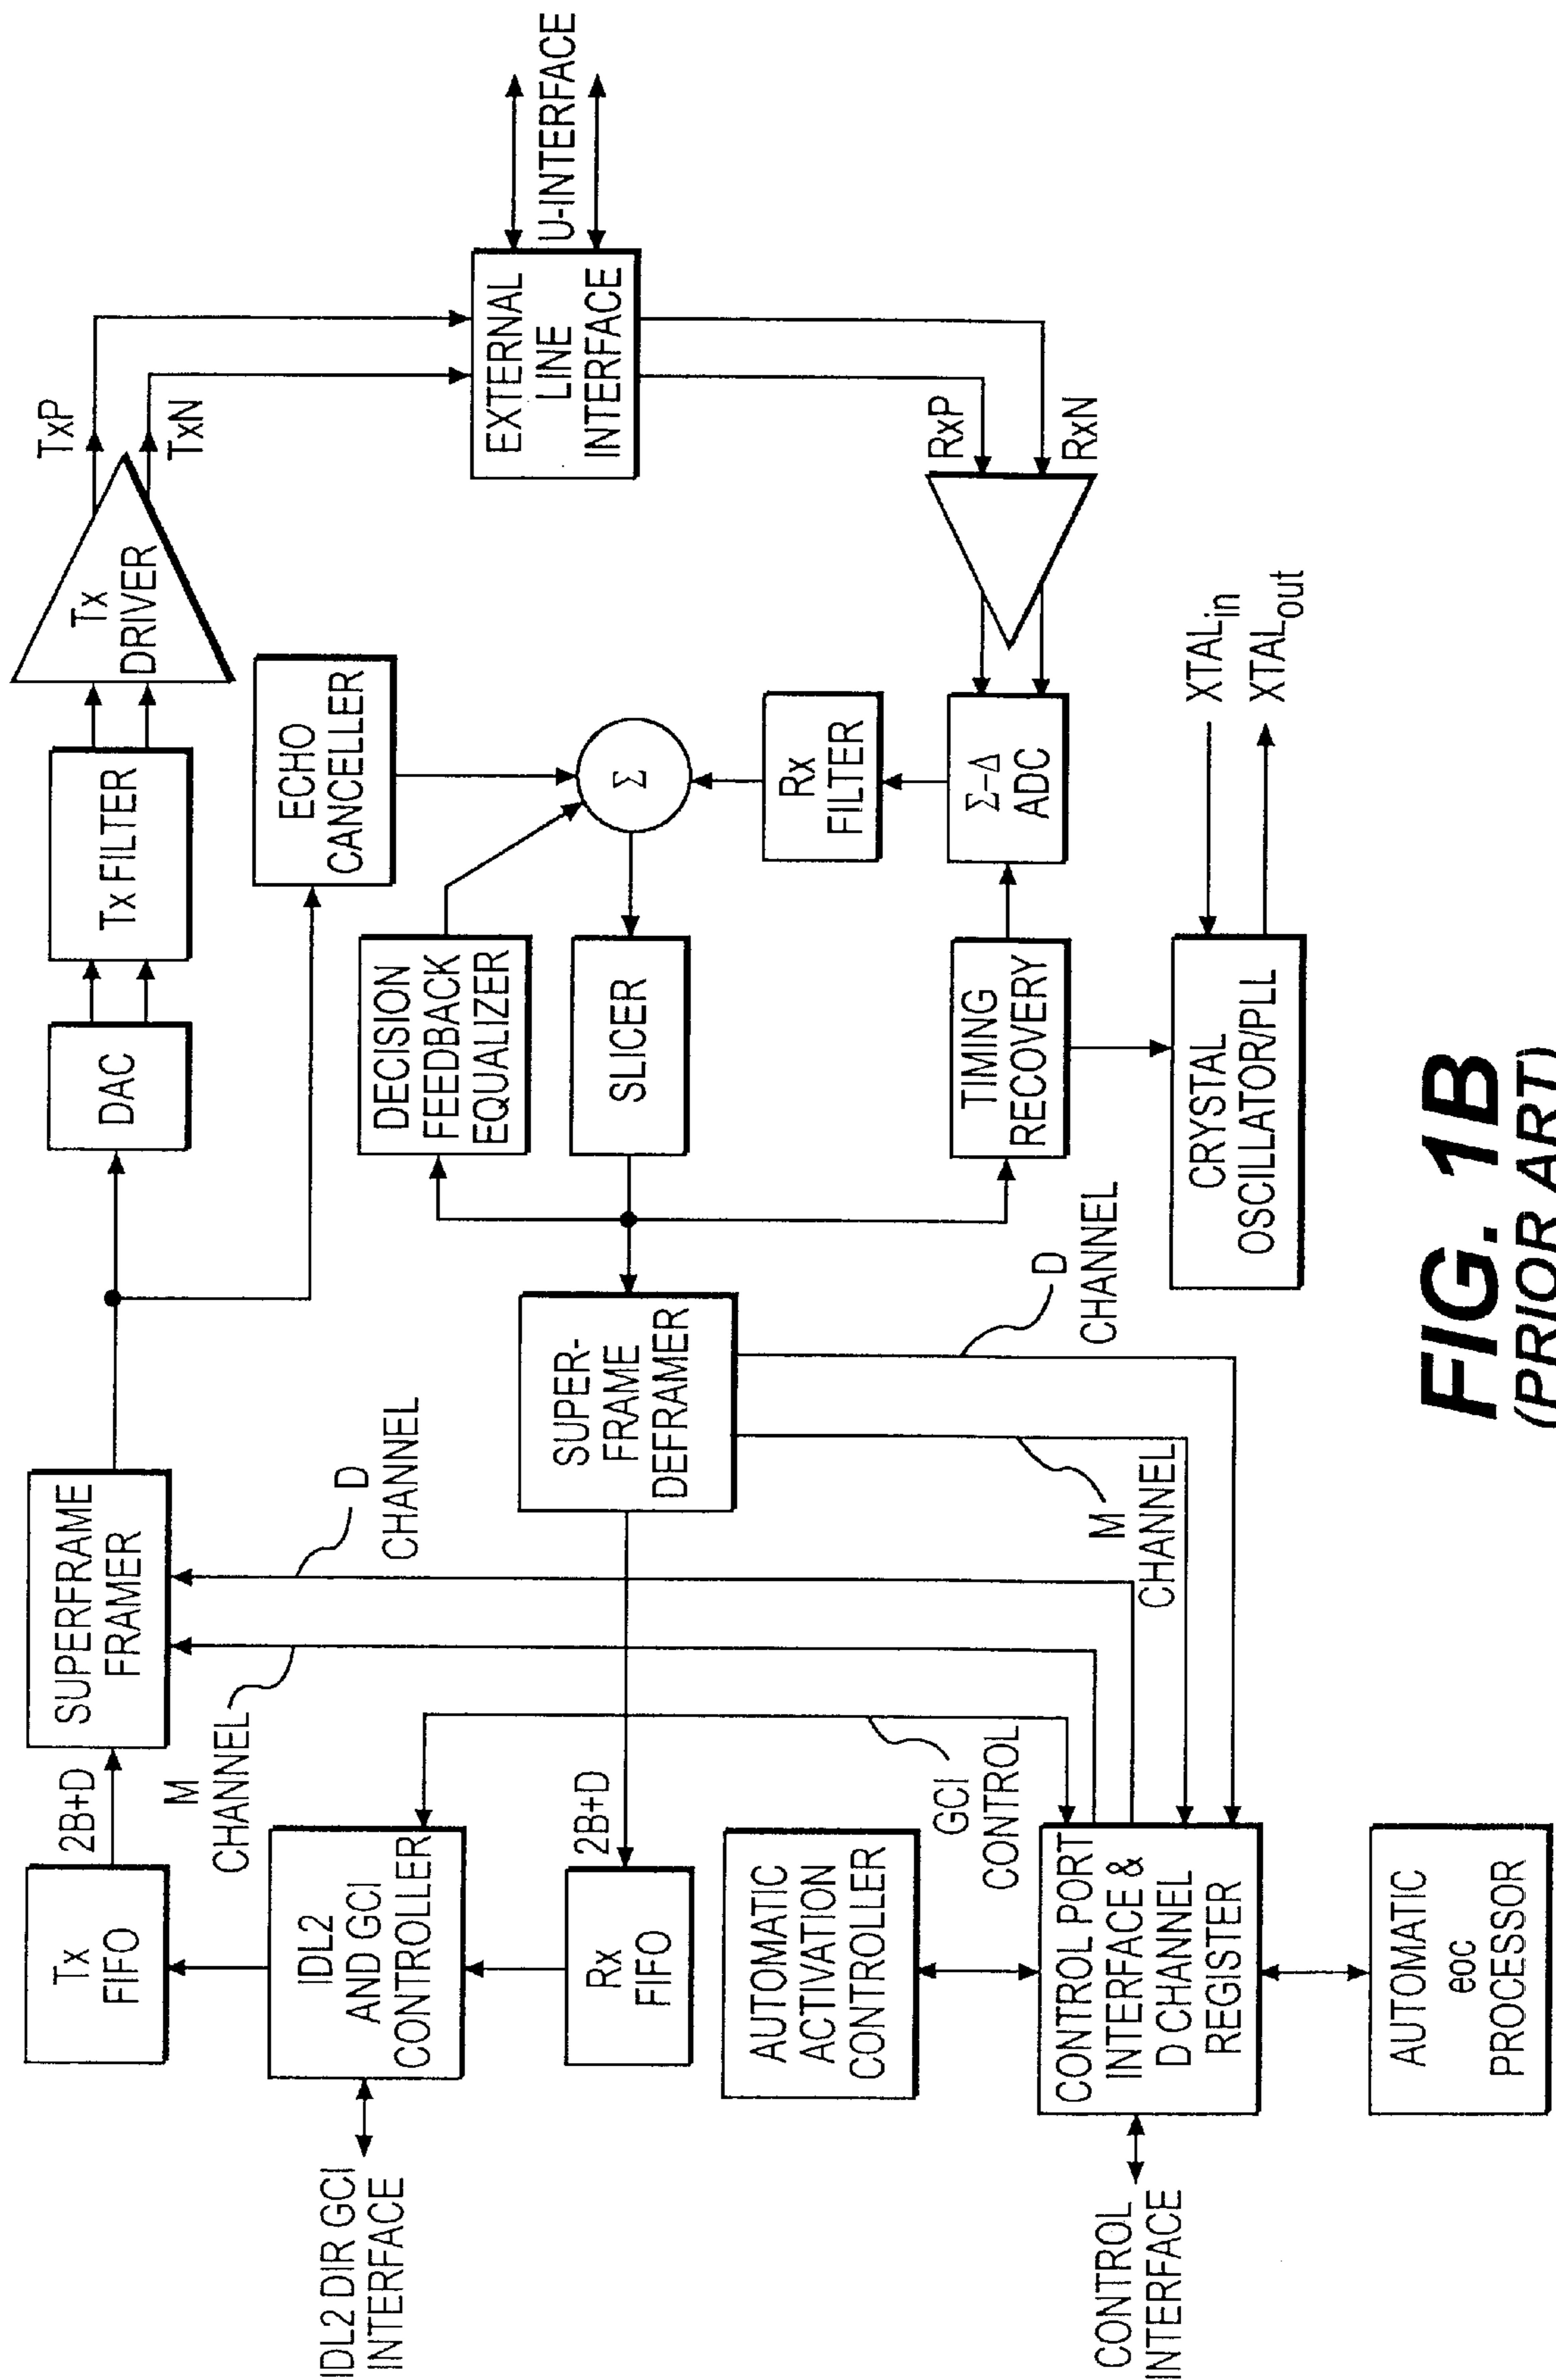 IDL2 DIR GCI
INTERFACE
CONTROL
INTERFACE
Tx
FIFO
2B+D
SUPERFRAME
FRAMER
DAC
Tx FILTER
Tx
DRIVER
TxP
TxN
M
CHANNEL
D
CHANNEL
ECHO
CANCELLER
IDL2
AND GCI
CONTROLLER
DECISION
FEEDBACK
EQUALIZER
Σ
EXTERNAL
LINE
INTERFACE
U-INTERFACE
Rx
FIFO
2B+D
SUPER-
FRAME
DEFRAMER
SLICER
Rx
FILTER
AUTOMATIC
ACTIVATION
CONTROLLER
GCI
CONTROL
RxP
RxN
CONTROL PORT
INTERFACE &
D CHANNEL
REGISTER
M
CHANNEL
D
CHANNEL
TIMING
RECOVERY
Σ-Δ
ADC
CRYSTAL
OSCILLATOR/PLL
XTALin
XTALout
AUTOMATIC
eoc
PROCESSOR
FIG. 1B
(PRIOR ART)